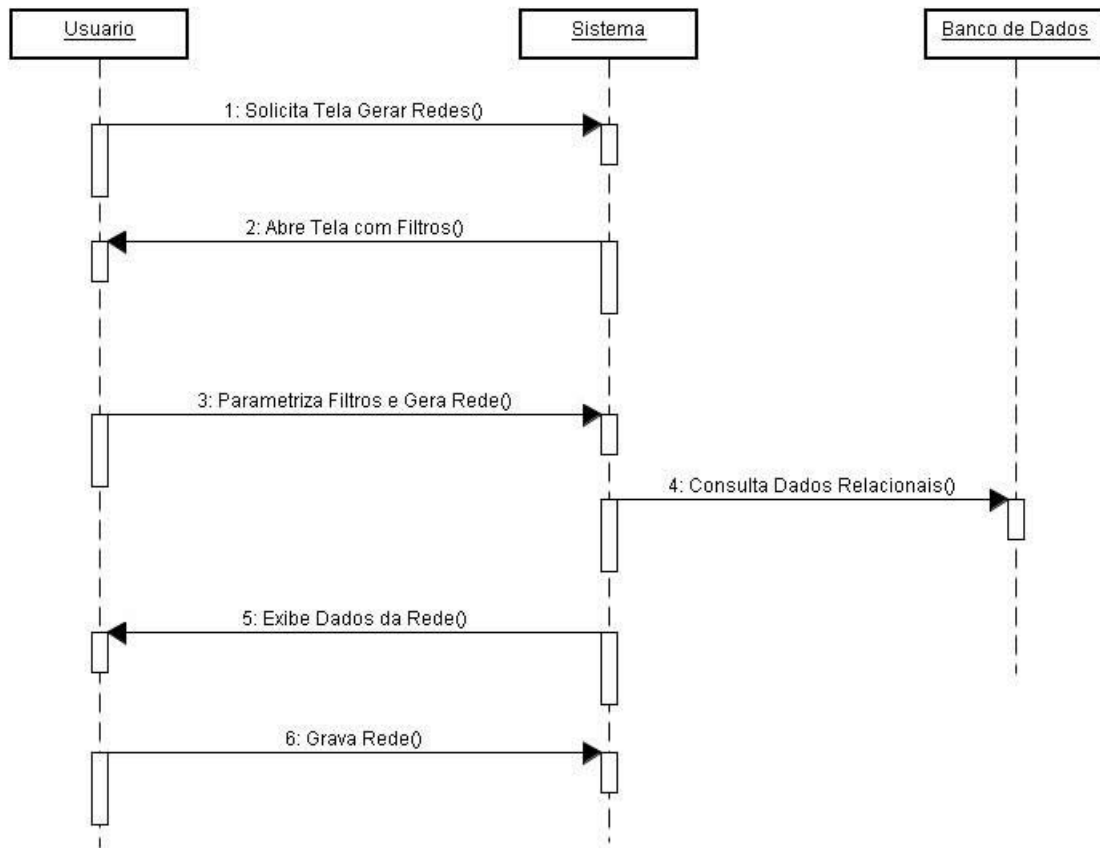 Usuario
Sistema
Banco de Dados
1: Solicita Tela Gerar Redes()
2: Abre Tela com Filtros()
3: Parametriza Filtros e Gera Rede()
4: Consulta Dados Relacionais()
5: Exibe Dados da Rede()
6: Grava Rede()